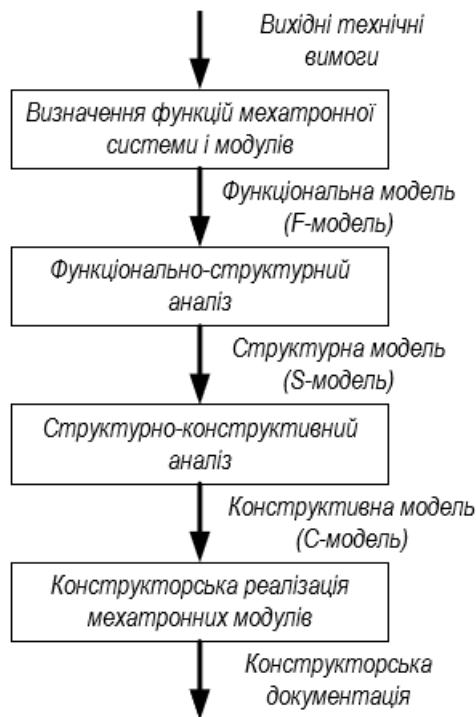 Вихідні технічні
вимоги
Визначення функцій мехатронної
системи і модулів
Функціональна модель
(F-модель)
Функціонально-структурний
аналіз
Структурна модель
(S-модель)
Структурно-конструктивний
аналіз
Конструктивна модель
(С-модель)
Конструкторська реалізація
мехатронних модулів
Конструкторська
документація